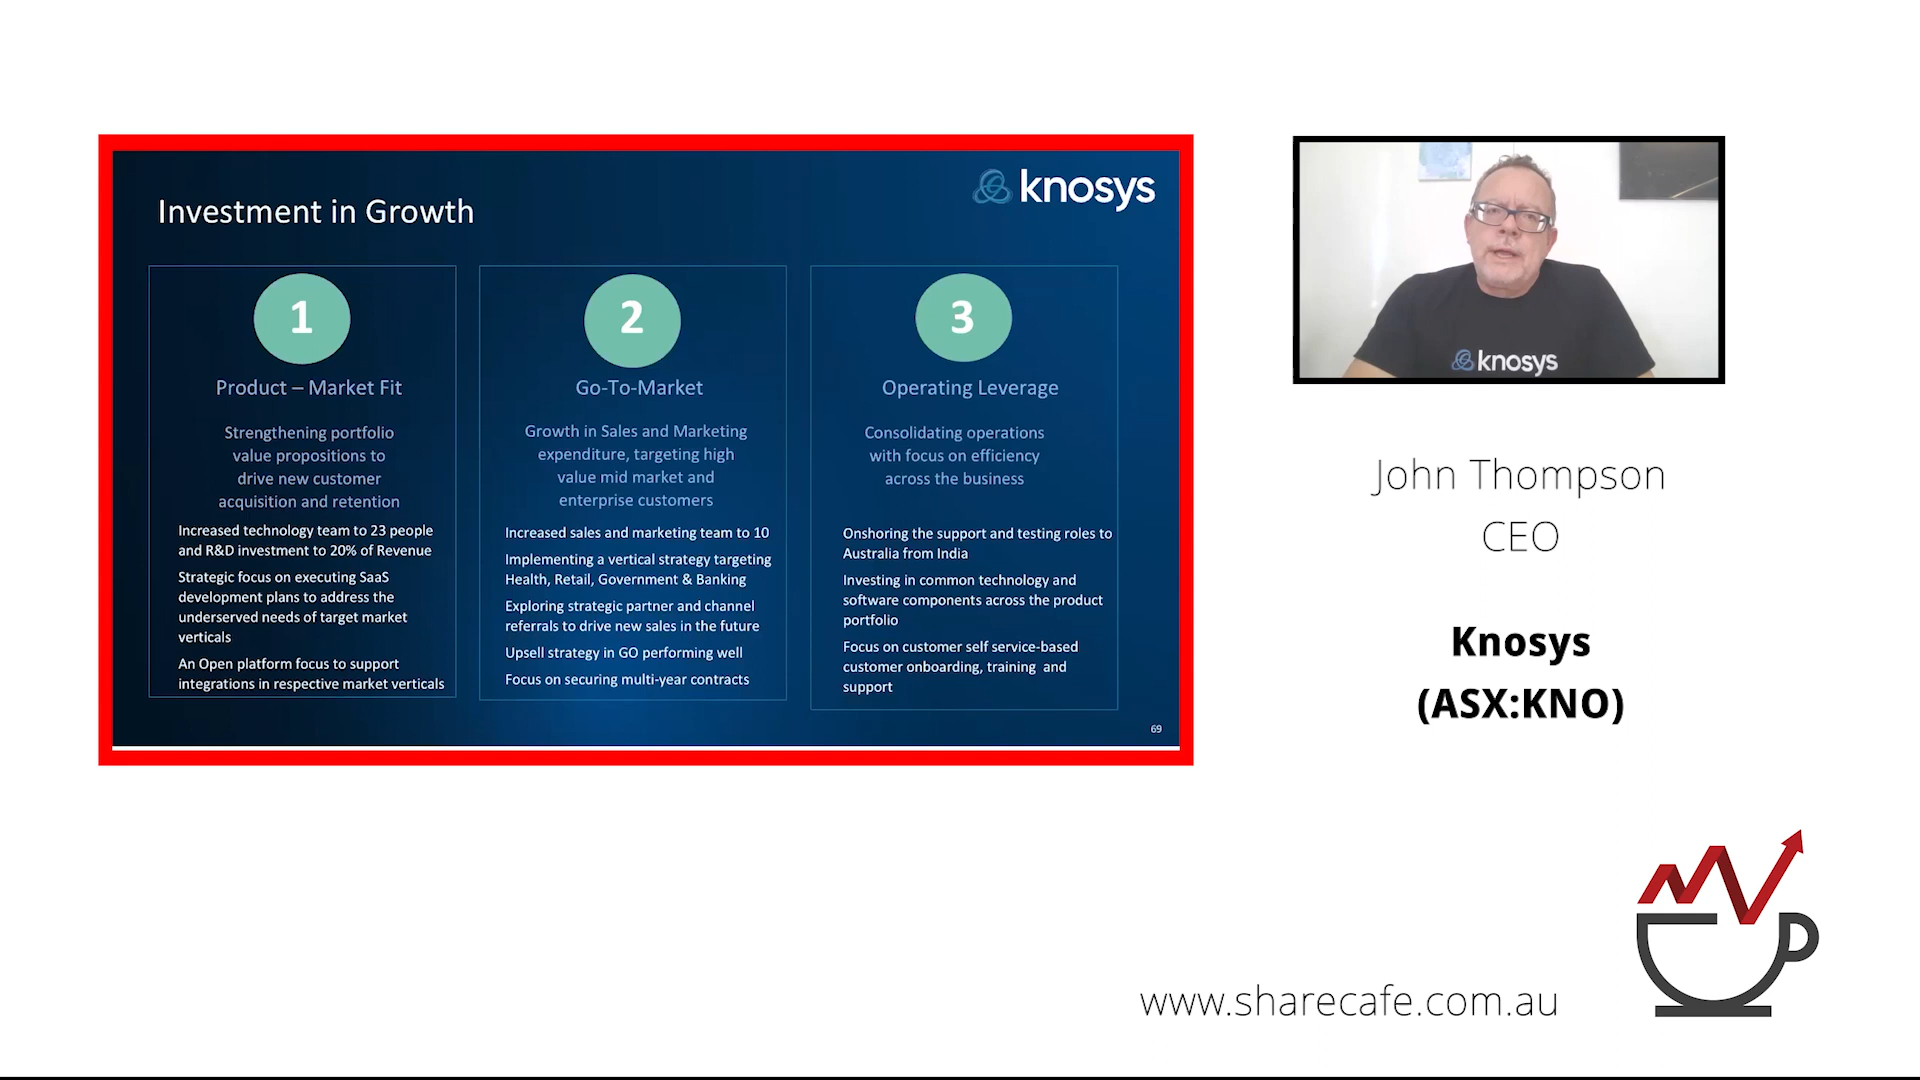 Investment in Growth
knosys
1
Product – Market Fit
Strengthening portfolio
value propositions to
drive new customer
acquisition and retention
Increased technology team to 23 people
and R&D investment to 20% of Revenue
Strategic focus on executing SaaS
development plans to address the
underserved needs of target market
verticals
An Open platform focus to support
integrations in respective market verticals
2
Go-To-Market
Growth in Sales and Marketing
expenditure, targeting high
value mid market and
enterprise customers
Increased sales and marketing team to 10
Implementing a vertical strategy targeting
Health, Retail, Government & Banking
Exploring strategic partner and channel
referrals to drive new sales in the future
Upsell strategy in GO performing well
Focus on securing multi-year contracts
3
Operating Leverage
Consolidating operations
with focus on efficiency
across the business
Onshoring the support and testing roles to
Australia from India
Investing in common technology and
software components across the product
portfolio
Focus on customer self service-based
customer onboarding, training and
support
69
knosys
John Thompson
CEO
Knosys
(ASX:KNO)
www.sharecafe.com.au